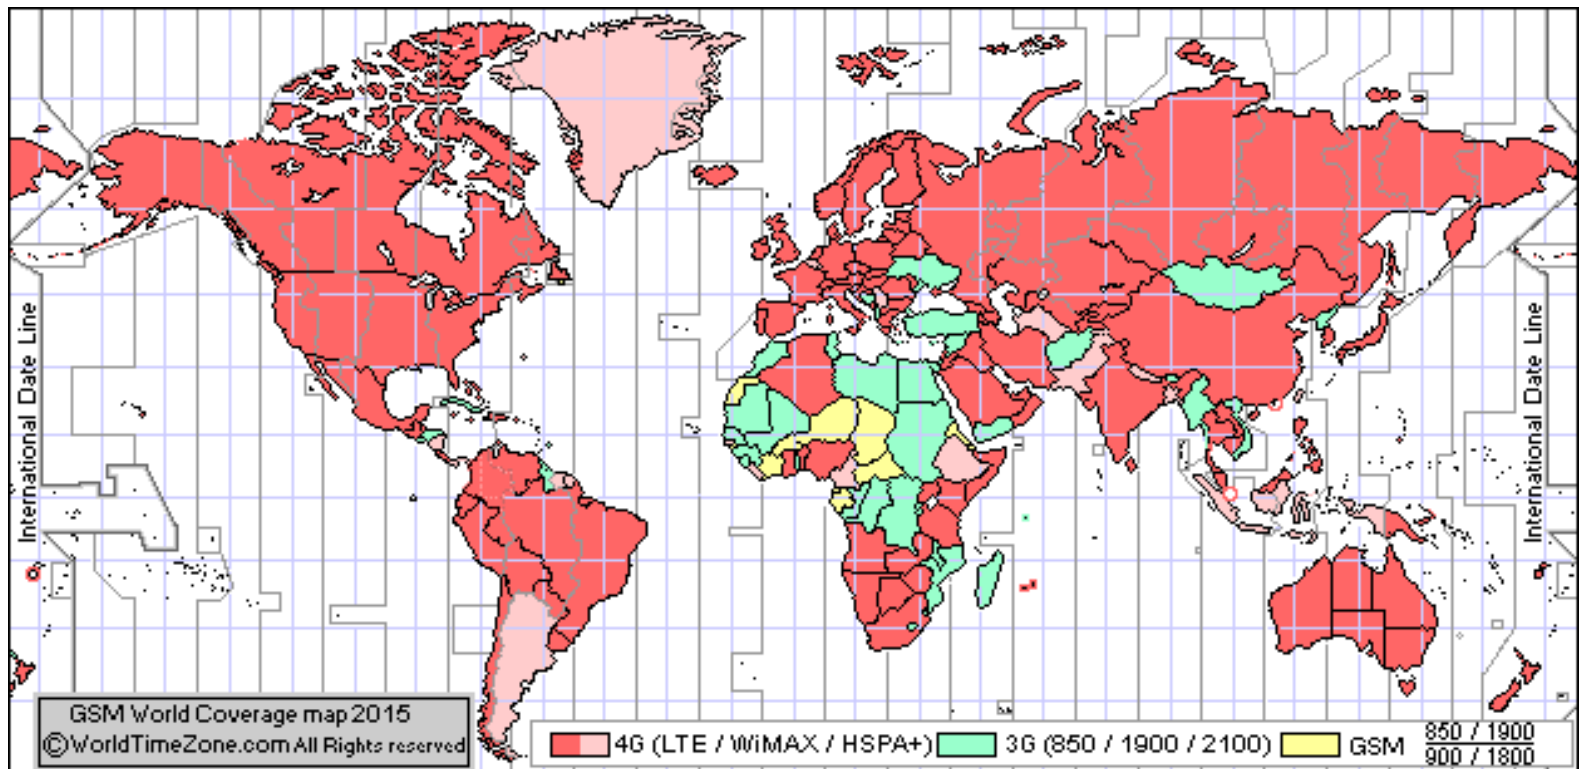 International Date Line
International Date Line
GSM World Coverage map 2015
©WorldTimeZone.com All Rights reserved
4G (LTE / WiMAX / HSPA+) 3G (850 / 1900 / 2100) GSM 850 / 1900
900 / 1800